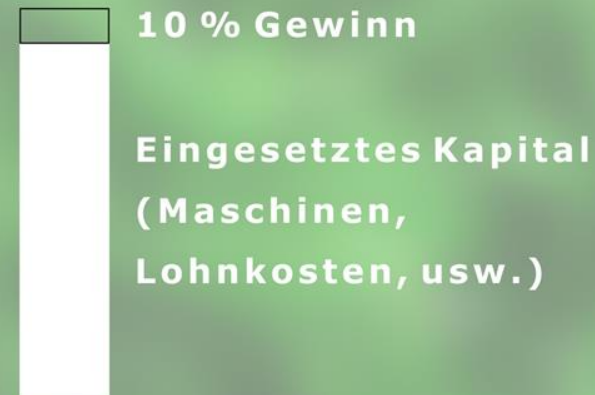 10 % Gewinn
Eingesetztes Kapital
(Maschinen,
Lohnkosten, usw.)